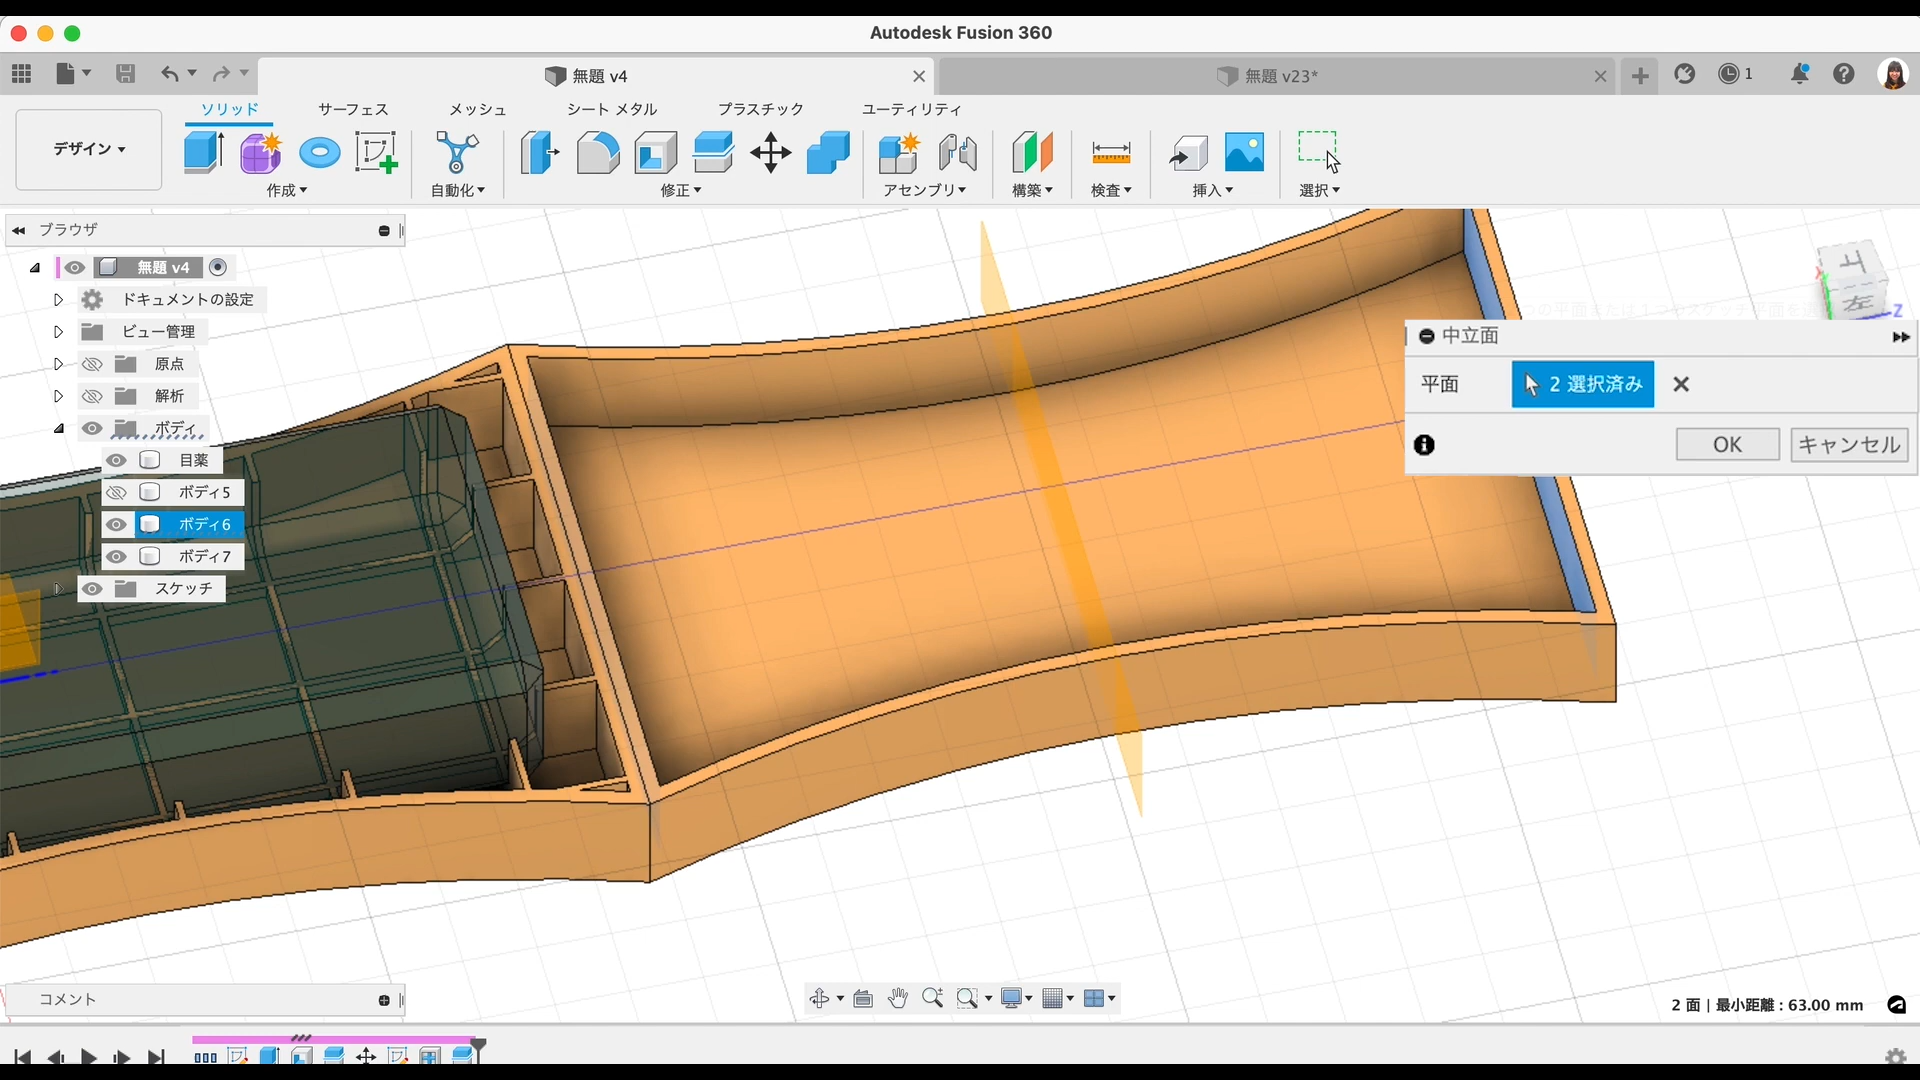 Autodesk Fusion 360
無題 v4
無題 v23*
1
ソリッド
サーフェス
メッシュ
シート メタル
プラスチック
ユーティリティ
デザイン
作成
自動化
修正
アセンブリ
構築
検査
挿入
選択
ブラウザ
無題 v4
ドキュメントの設定
ビュー管理
原点
解析
ボディ
目薬
ボディ5
ボディ6
ボディ7
スケッチ
上
左
Z
中立面
平面
2 選択済み
OK
キャンセル
コメント
2 面 | 最小距離 : 63.00 mm